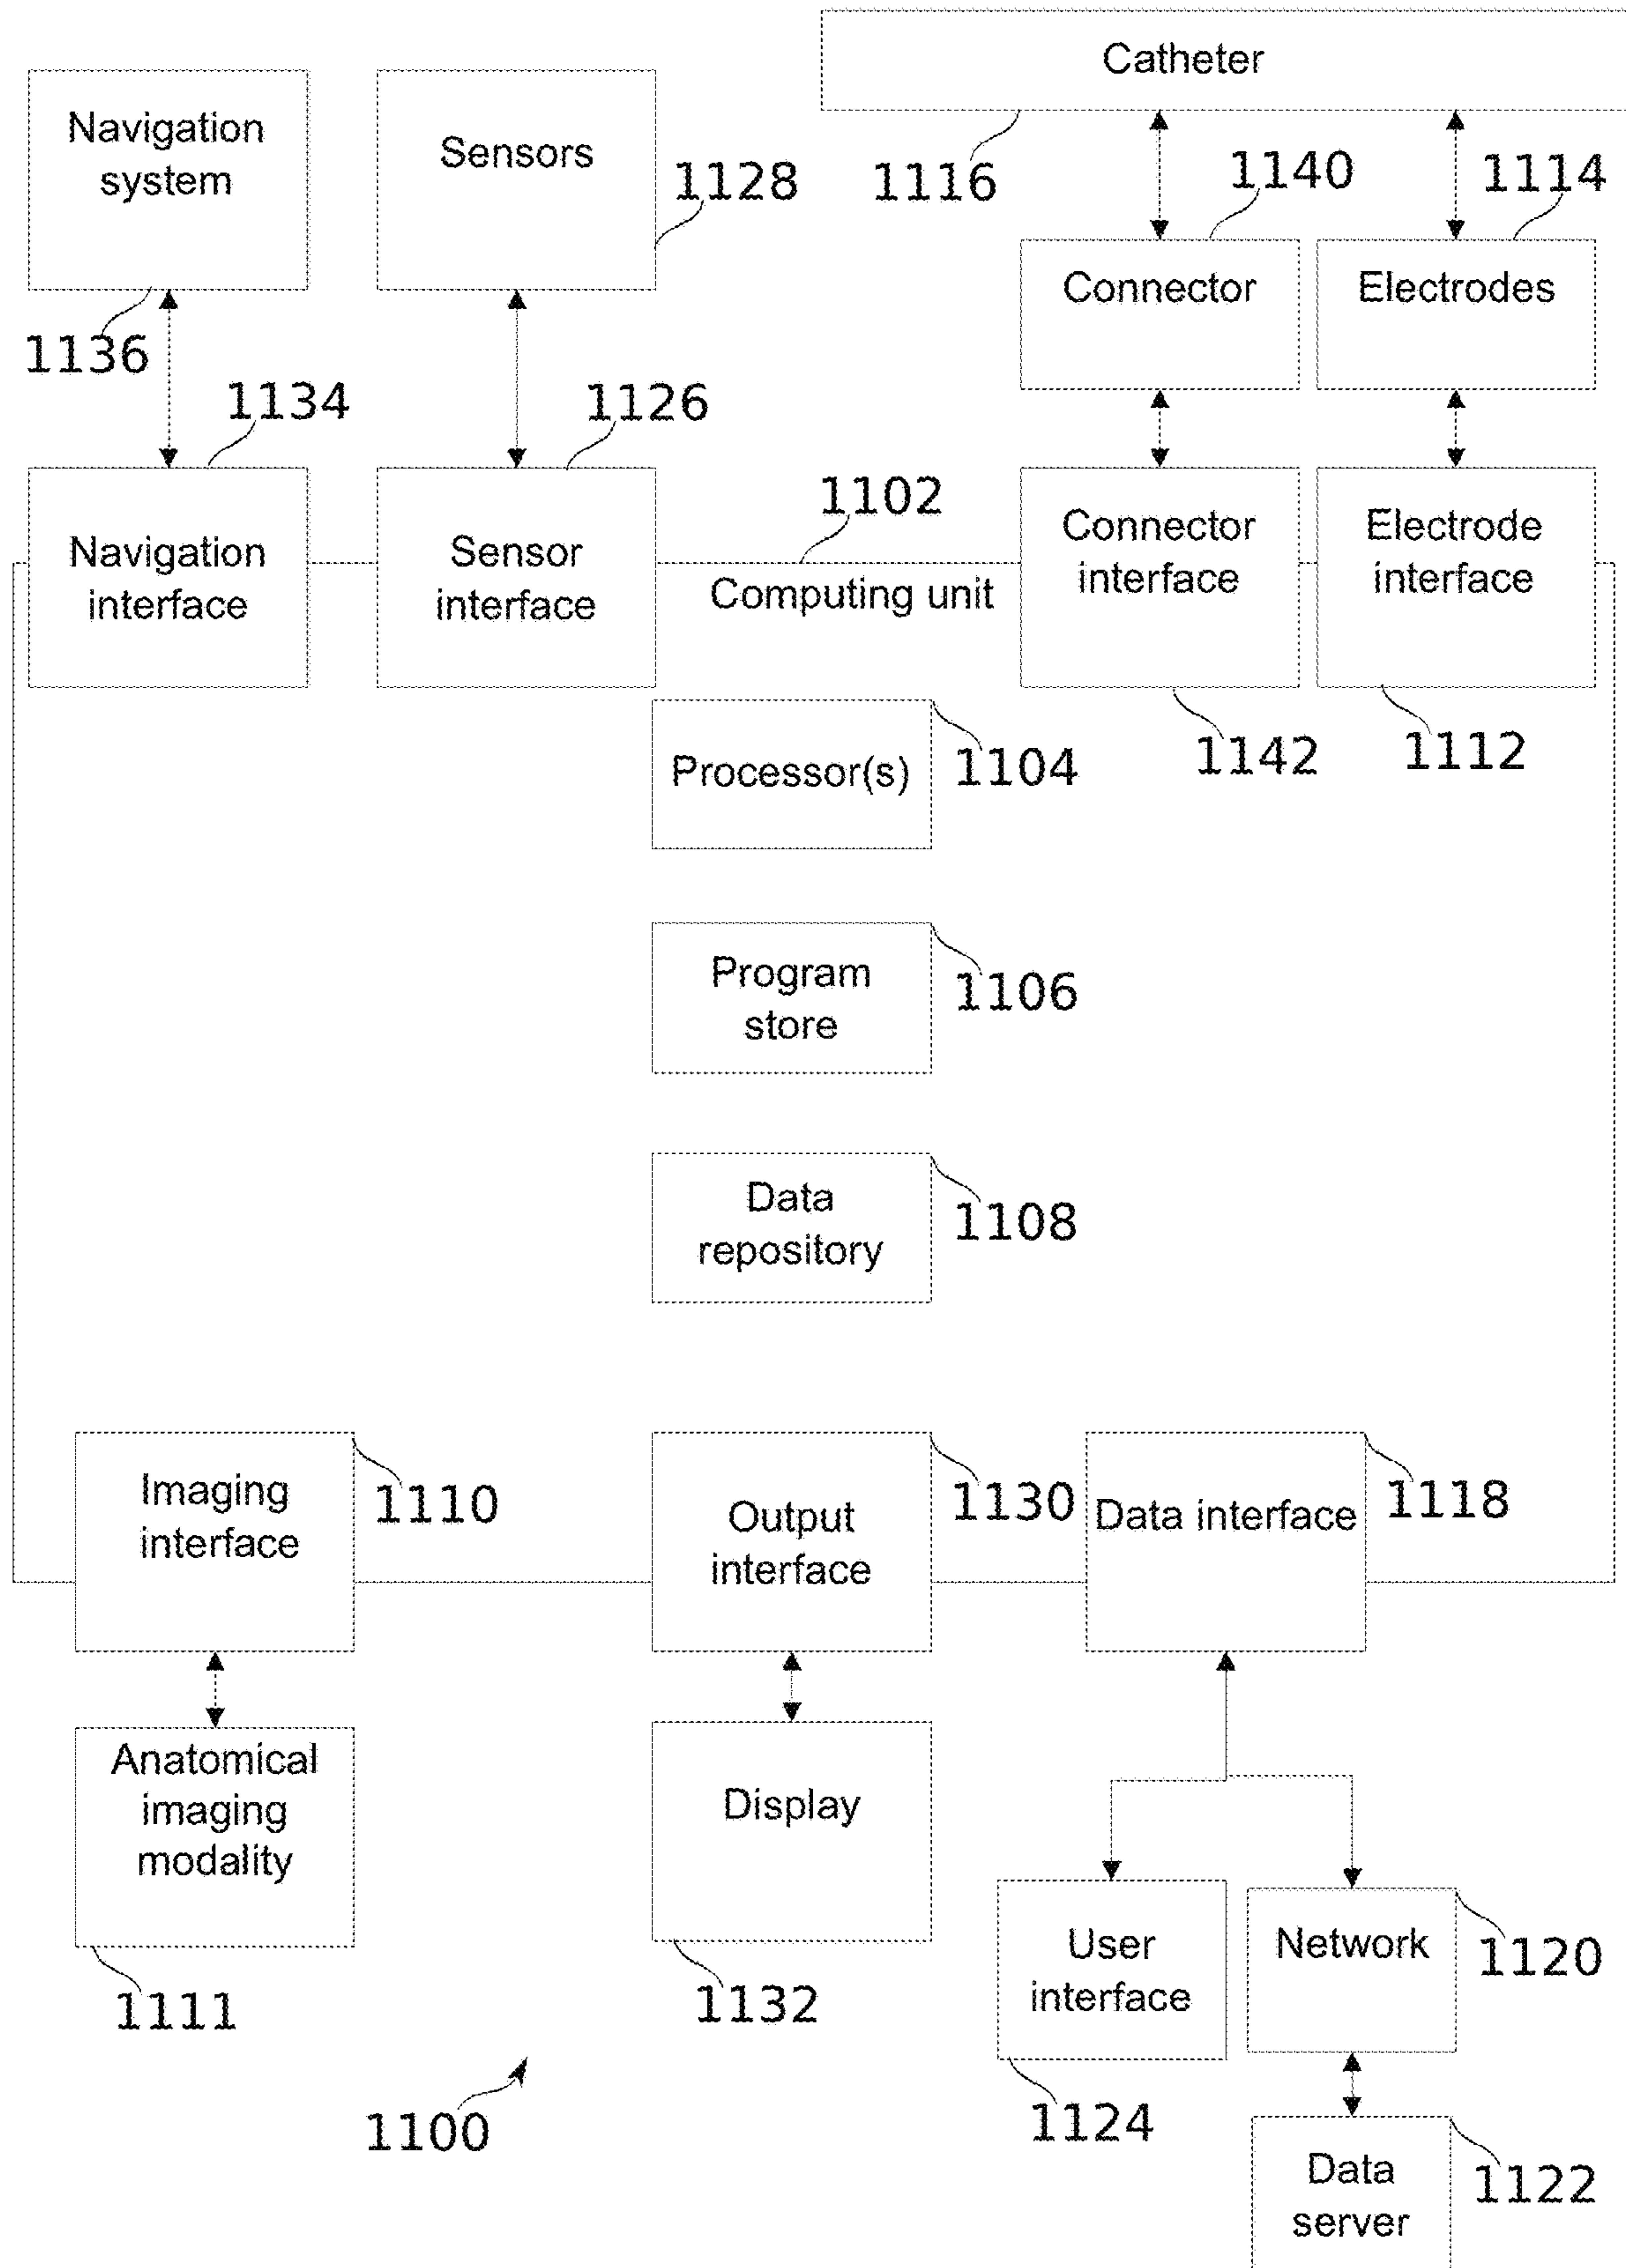 Catheter
Navigation
system
Sensors
1128
1116
1140
1114
Connector
Electrodes
1136
1134
1126
1102
Navigation
interface
Sensor
interface
Computing unit
Connector
interface
Electrode
interface
Processor(s)
1104
1142
1112
Program
store
1106
Data
repository
1108
Imaging
interface
1110
Output
interface
1130
Data interface
1118
Anatomical
imaging
modality
Display
User
interface
Network
1120
1111
1132
1100
1124
Data
server
1122